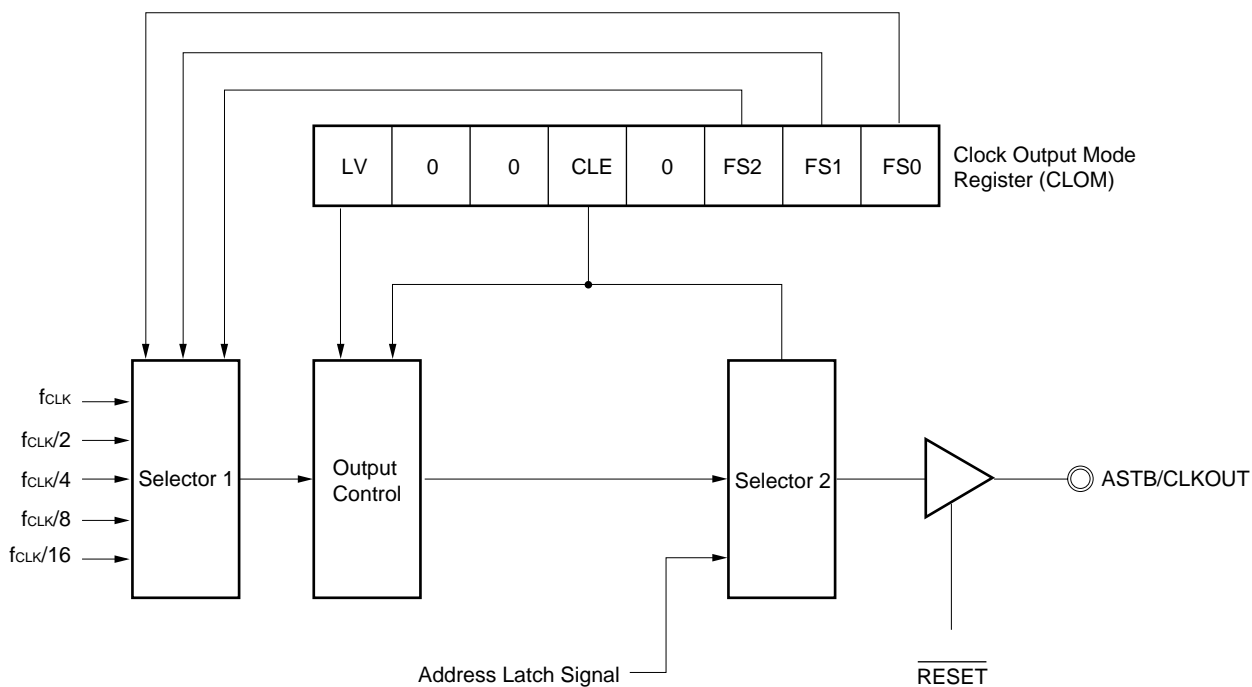 LV 0 0 CLE 0 FS2 FS1 FS0
Clock Output Mode
Register (CLOM)
fCLK
fCLK/2
fCLK/4
fCLK/8
fCLK/16
Selector 1
Output
Control
Selector 2
ASTB/CLKOUT
Address Latch Signal
RESET